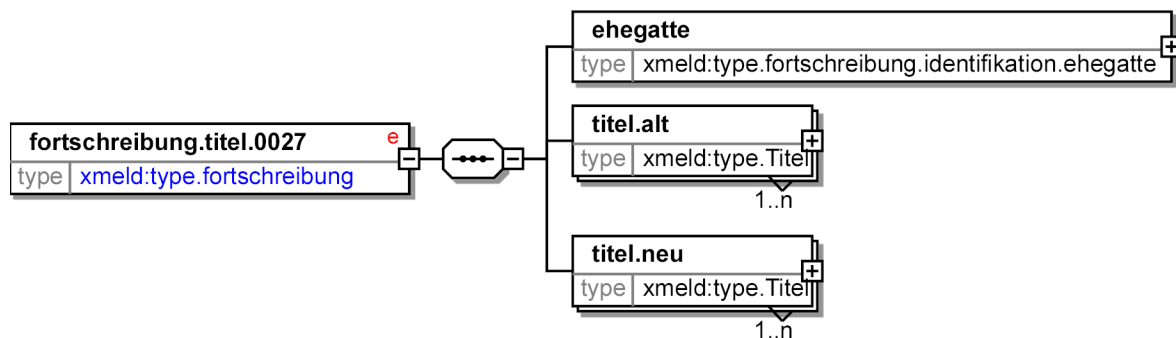 ehegatte
type xmeld:type.fortschreibung.identifikation.ehegatte
fortschreibung.titel.0027 e
type xmeld:type.fortschreibung
titel.alt
type xmeld:type.Titel
1..n
titel.neu
type xmeld:type.Titel
1..n